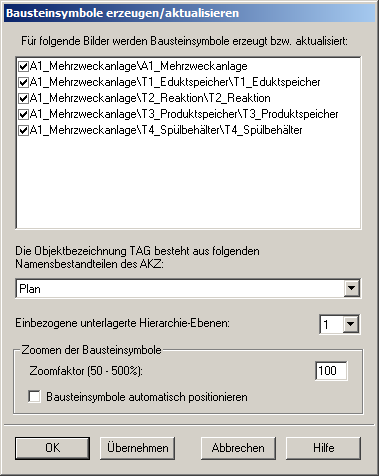 Bausteinsymbole erzeugen/aktualisieren
Für folgende Bilder werden Bausteinsymbole erzeugt bzw. aktualisiert:
A1_Mehrzweckanlage\A1_Mehrzweckanlage
A1_Mehrzweckanlage\T1_Eduktspeicher\T1_Eduktspeicher
A1_Mehrzweckanlage\T2_Reaktion\T2_Reaktion
A1_Mehrzweckanlage\T3_Produktspeicher\T3_Produktspeicher
A1_Mehrzweckanlage\T4_Spülbehälter\T4_Spülbehälter
Die Objektbezeichnung TAG besteht aus folgenden
Namensbestandteilen des AKZ:
Plan
Einbezogene unterlagerte Hierarchie-Ebenen: 1
Zoomen der Bausteinsymbole
Zoomfaktor (50 - 500%): 100
Bausteinsymbole automatisch positionieren
OK Übernehmen Abbrechen Hilfe